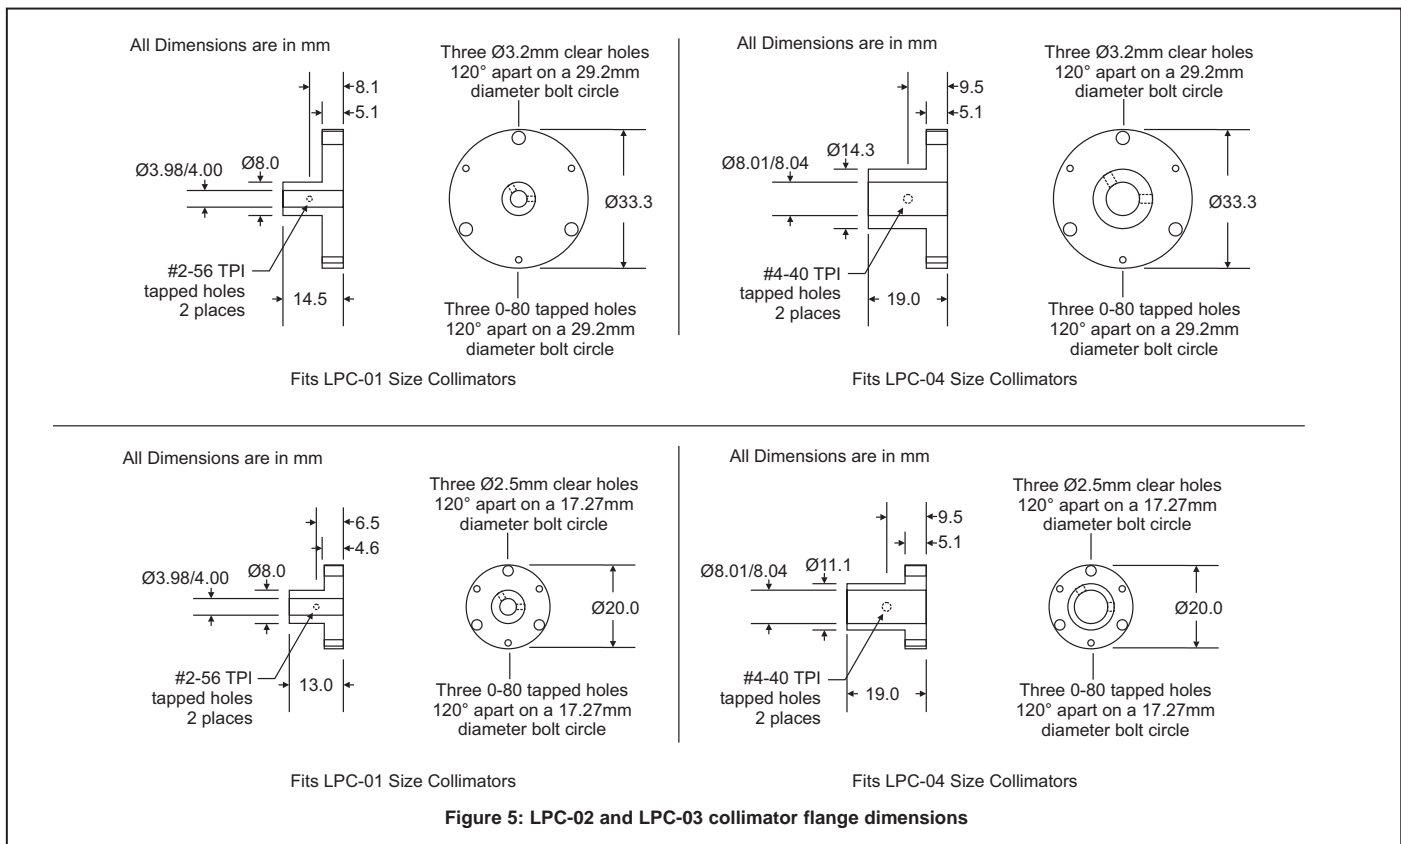 All Dimensions are in mm
Three Ø3.2mm clear holes
120° apart on a 29.2mm
diameter bolt circle
8.1
5.1
Ø3.98/4.00
Ø8.0
Ø33.3
#2-56 TPI
tapped holes
2 places
14.5
Three 0-80 tapped holes
120° apart on a 29.2mm
diameter bolt circle
Fits LPC-01 Size Collimators
All Dimensions are in mm
Three Ø3.2mm clear holes
120° apart on a 29.2mm
diameter bolt circle
9.5
5.1
Ø14.3
Ø8.01/8.04
Ø33.3
#4-40 TPI
tapped holes
2 places
19.0
Three 0-80 tapped holes
120° apart on a 29.2mm
diameter bolt circle
Fits LPC-04 Size Collimators
All Dimensions are in mm
Three Ø2.5mm clear holes
120° apart on a 17.27mm
diameter bolt circle
6.5
4.6
Ø3.98/4.00
Ø8.0
Ø20.0
#2-56 TPI
tapped holes
2 places
13.0
Three 0-80 tapped holes
120° apart on a 17.27mm
diameter bolt circle
Fits LPC-01 Size Collimators
All Dimensions are in mm
Three Ø2.5mm clear holes
120° apart on a 17.27mm
diameter bolt circle
9.5
5.1
Ø8.01/8.04
Ø11.1
Ø20.0
#4-40 TPI
tapped holes
2 places
19.0
Three 0-80 tapped holes
120° apart on a 17.27mm
diameter bolt circle
Fits LPC-04 Size Collimators
Figure 5: LPC-02 and LPC-03 collimator flange dimensions